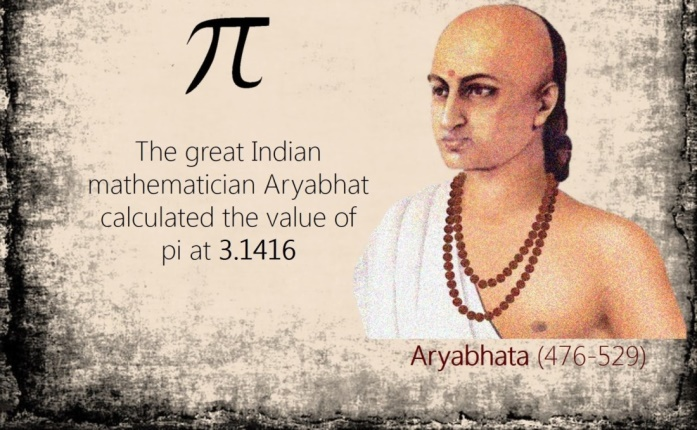 π
The great Indian
mathematician Aryabhat
calculated the value of
pi at 3.1416
Aryabhata (476-529)